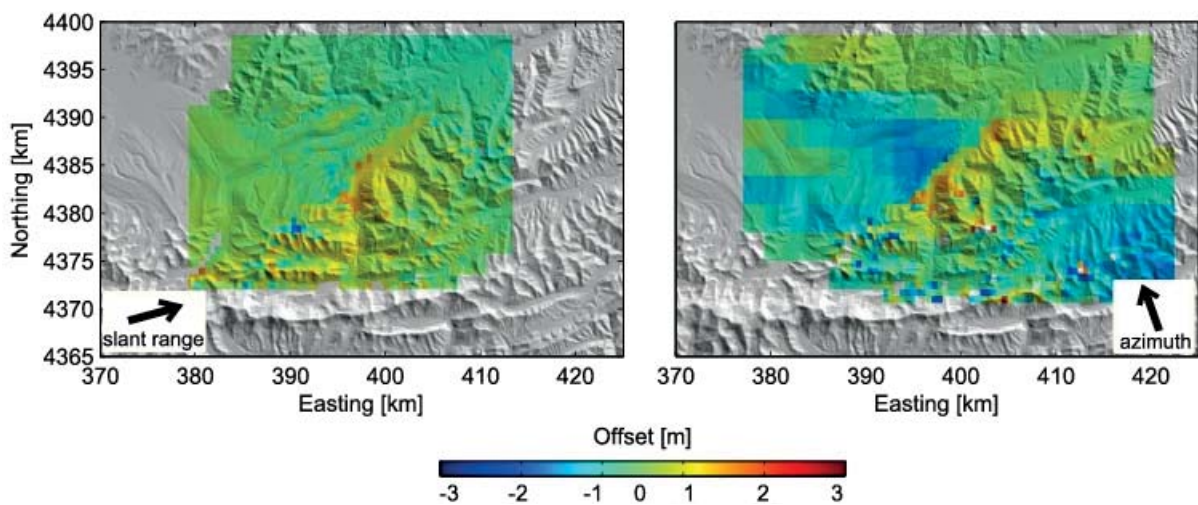 4400
4395
4390
4385
4380
4375
4370
4365
Northing [km]
370 380 390 400 410 420
Easting [km]
slant range
370 380 390 400 410 420
Easting [km]
azimuth
Offset [m]
-3 -2 -1 0 1 2 3